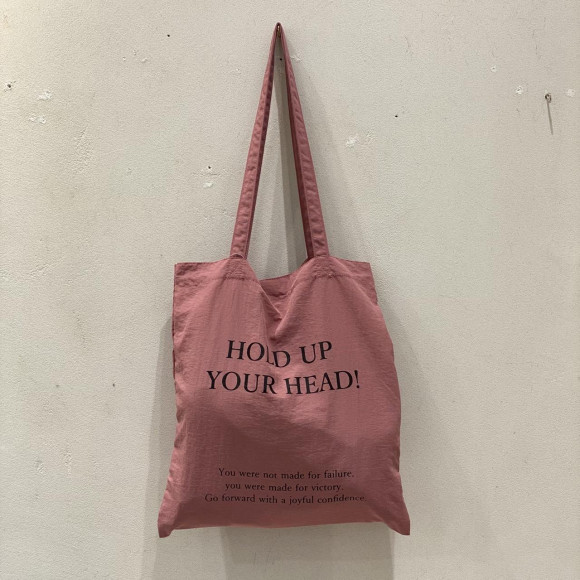 HOLD UP
YOUR HEAD!
You were not made for failure,
you were made for victory.
Go forward with a joyful confidence.